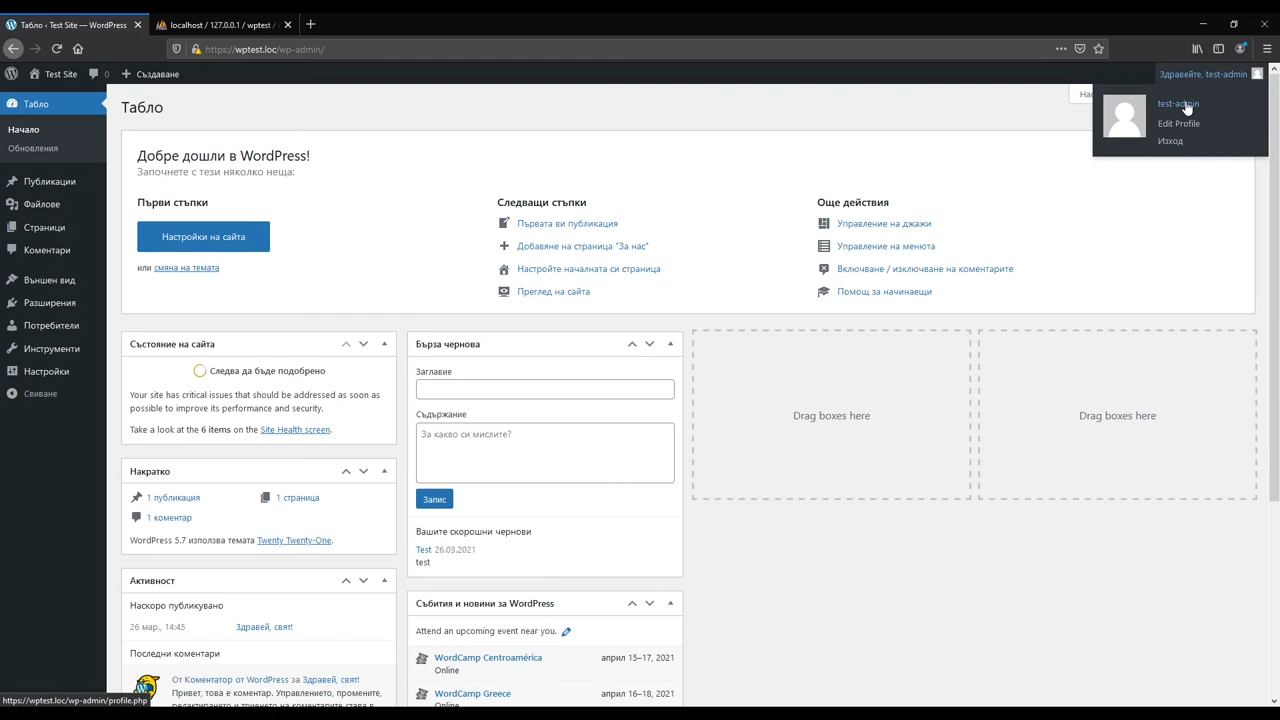 Табло ‹ Test Site — WordPress
localhost / 127.0.0.1 / wptest /
https://wptest.loc/wp-admin/
Test Site
0
Създаване
Здравейте, test-admin
test-admin
Edit Profile
Изход
Табло
Начало
Обновления
Публикации
Файлове
Страници
Коментари
Външен вид
Разширения
Потребители
Инструменти
Настройки
Свиване
Табло
Добре дошли в WordPress!
Започнете с тези няколко неща:
Първи стъпки
Настройки на сайта
или смяна на темата
Следващи стъпки
Първата ви публикация
Добавяне на страница "За нас"
Настройте началната си страница
Преглед на сайта
Още действия
Управление на джажи
Управление на менюта
Включване / изключване на коментарите
Помощ за начинаещи
Състояние на сайта
Следва да бъде подобрено
Your site has critical issues that should be addressed as soon as
possible to improve its performance and security.
Take a look at the 6 items on the Site Health screen.
Накратко
1 публикация
1 страница
1 коментар
WordPress 5.7 използва темата Twenty Twenty-One.
Активност
Наскоро публикувано
26 мар., 14:45
Здравей, свят!
Последни коментари
От Коментатор от WordPress за Здравей, свят!
Привет, това е коментар. Управлението, промените,
редактирането и триенето на коментарите става в
Бърза чернова
Заглавие
Съдържание
За какво си мислите?
Запис
Вашите скорошни чернови
Test 26.03.2021
test
Събития и новини за WordPress
Attend an upcoming event near you.
WordCamp Centroamérica
април 15–17, 2021
Online
WordCamp Greece
април 16–18, 2021
Online
Drag boxes here
Drag boxes here
https://wptest.loc/wp-admin/profile.php